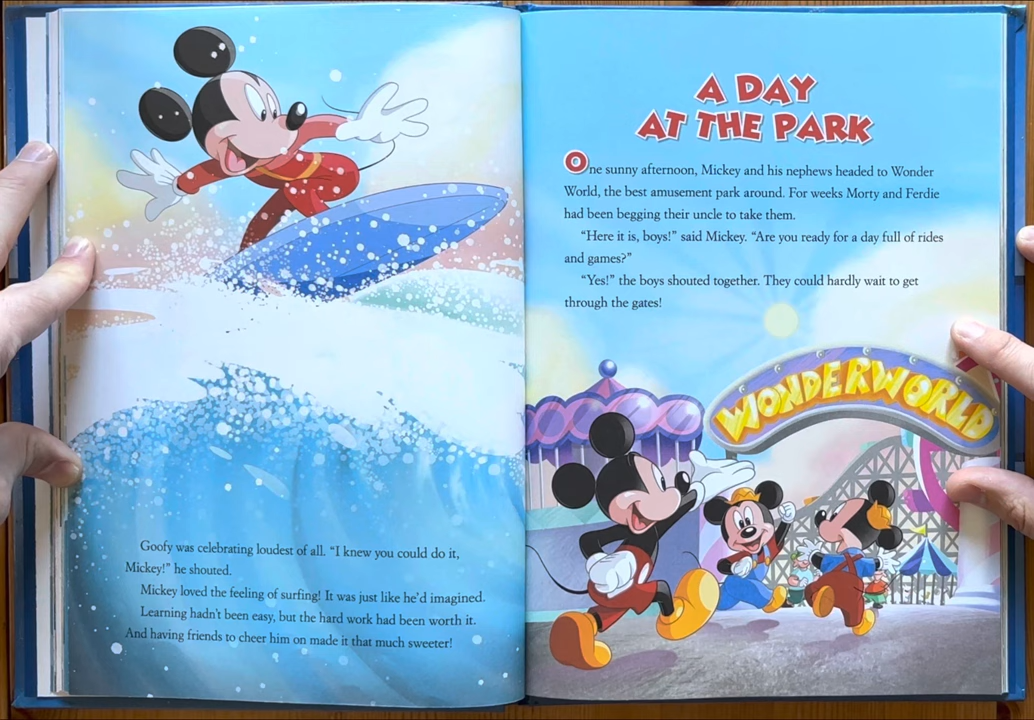 Goofy was celebrating loudest of all. “I knew you could do it,
Mickey!” he shouted.
Mickey loved the feeling of surfing! It was just like he’d imagined.
Learning hadn’t been easy, but the hard work had been worth it.
And having friends to cheer him on made it that much sweeter!
A DAY
AT THE PARK
One sunny afternoon, Mickey and his nephews headed to Wonder
World, the best amusement park around. For weeks Morty and Ferdie
had been begging their uncle to take them.
“Here it is, boys!” said Mickey. “Are you ready for a day full of rides
and games?”
“Yes!” the boys shouted together. They could hardly wait to get
through the gates!
WONDERWORLD